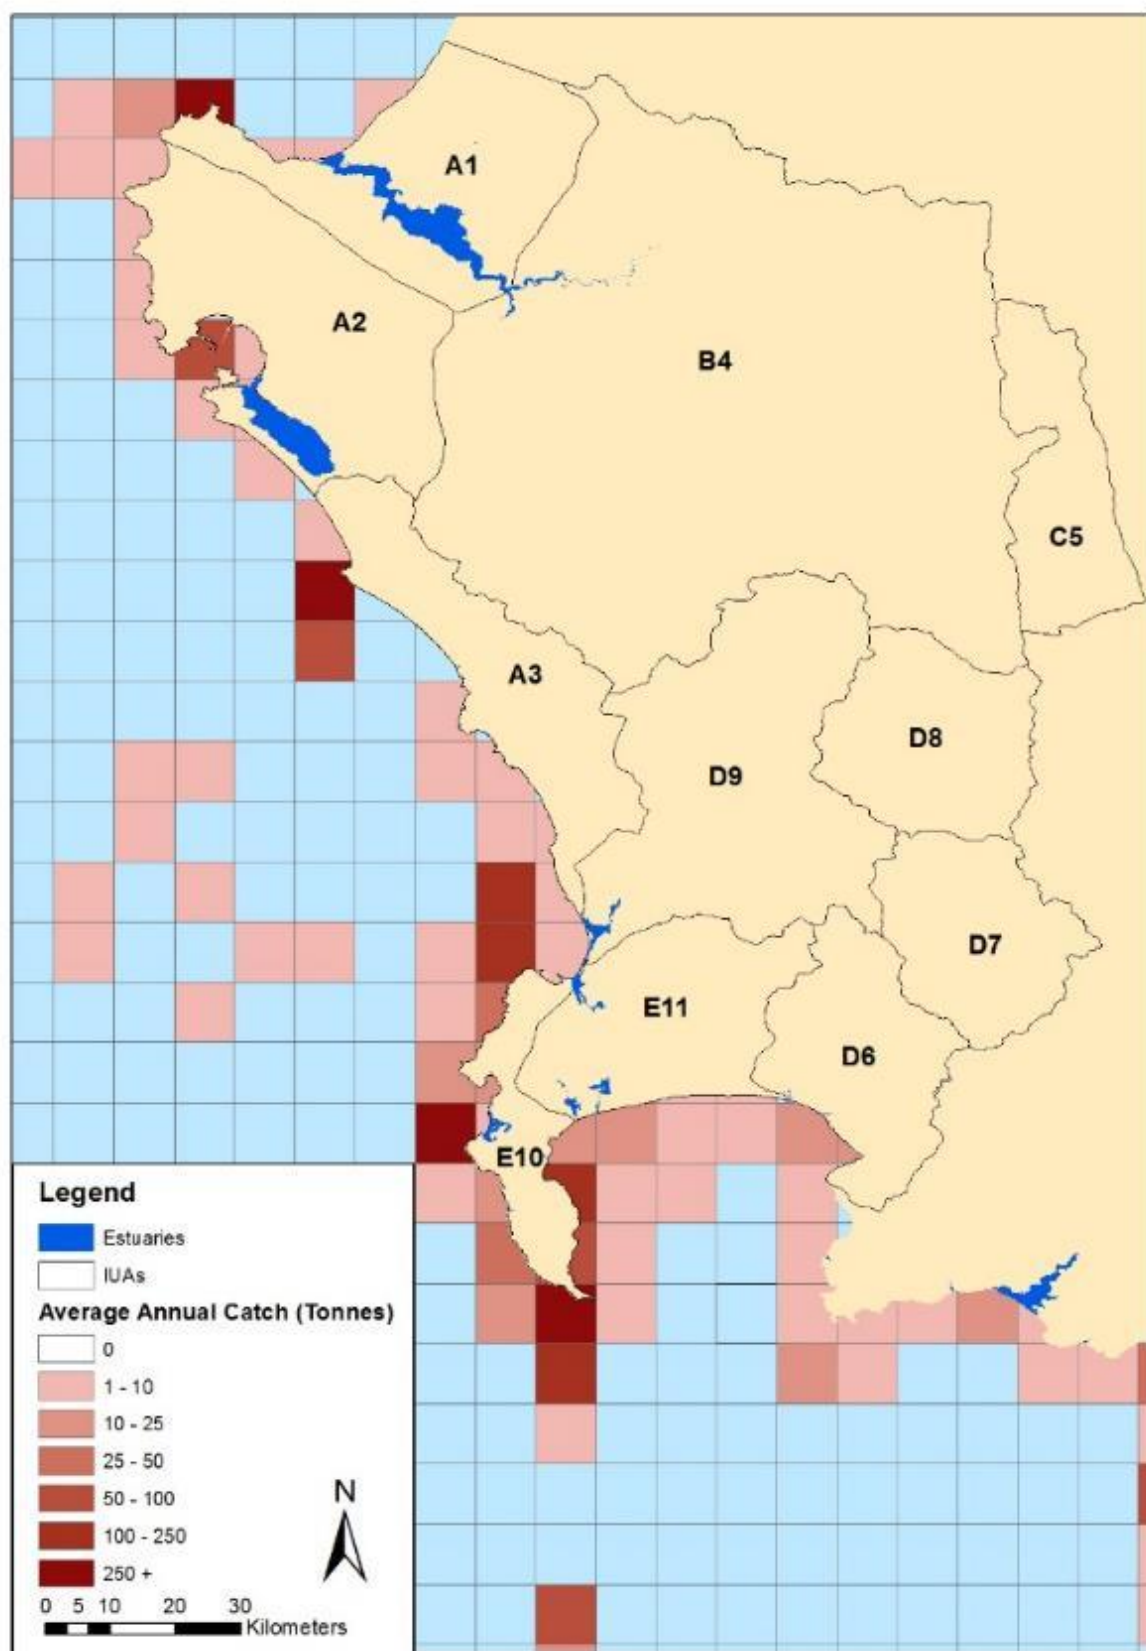 A1
A2
B4
C5
A3
D8
D9
D7
E11
D6
E10
Legend
Estuaries
IUAs
Average Annual Catch (Tonnes)
0
1 - 10
10 - 25
25 - 50
50 - 100
100 - 250
250 +
N
0 5 10 20 30
Kilometers